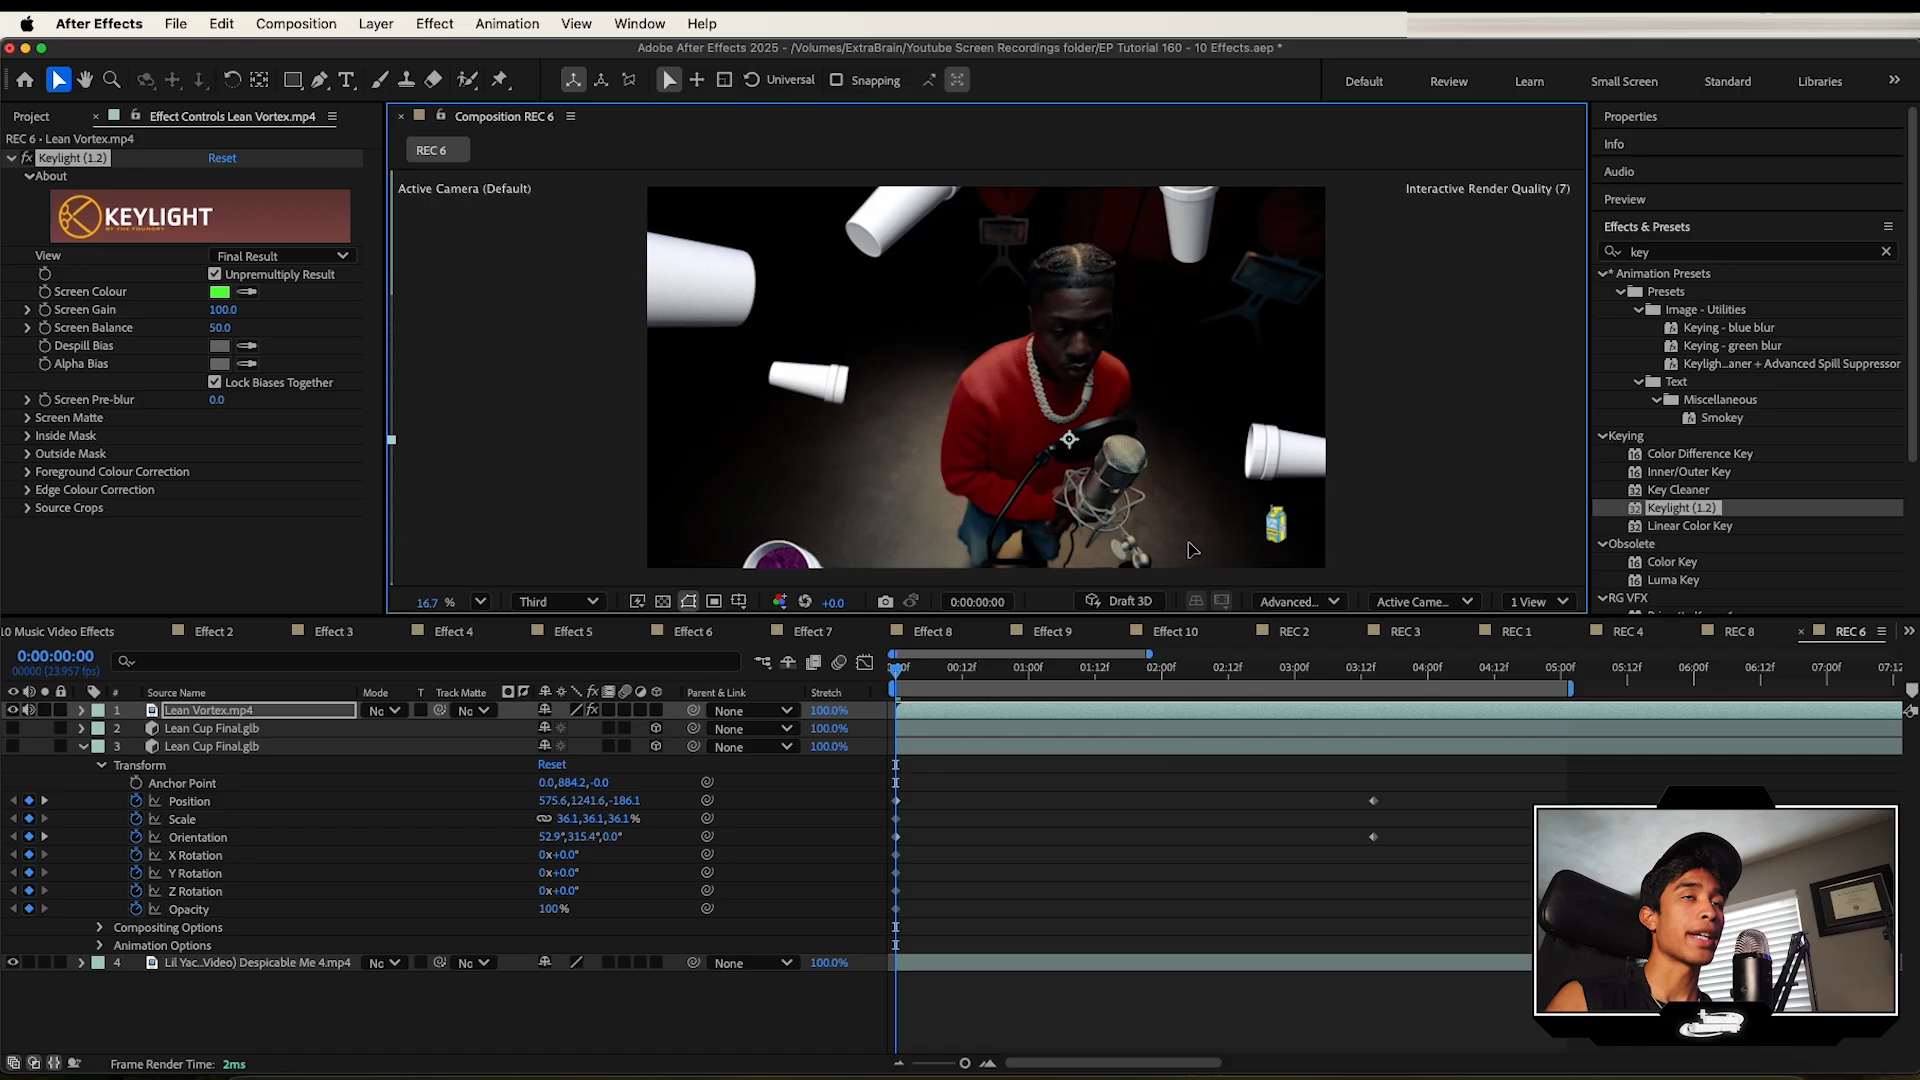 After Effects File Edit Composition Layer Effect Animation View Window Help
Adobe After Effects 2025 - /Volumes/ExtraBrain/Youtube Screen Recordings folder/EP Tutorial 160 - 10 Effects.aep *
Universal Snapping Default Review Learn Small Screen Standard Libraries
Project Effect Controls Lean Vortex.mp4
REC 6 • Lean Vortex.mp4
fx Keylight (1.2) Reset
About
KEYLIGHT
BY THE FOUNDRY
View Final Result
Unpremultiply Result
Screen Colour
Screen Gain 100.0
Screen Balance 50.0
Despill Bias
Alpha Bias
Lock Biases Together
Screen Pre-blur 0.0
Screen Matte
Inside Mask
Outside Mask
Foreground Colour Correction
Edge Colour Correction
Source Crops
Composition REC 6
REC 6
Active Camera (Default) Interactive Render Quality (7)
16.7 % Third +0.0 0:00:00:00 Draft 3D Advanced... Active Came... 1 View
Properties
Info
Audio
Preview
Effects & Presets
key
* Animation Presets
Presets
Image - Utilities
Keying - blue blur
Keying - green blur
Keyligh...aner + Advanced Spill Suppressor
Text
Miscellaneous
Smokey
Keying
Color Difference Key
Inner/Outer Key
Key Cleaner
Keylight (1.2)
Linear Color Key
Obsolete
Color Key
Luma Key
RG VFX
10 Music Video Effects Effect 2 Effect 3 Effect 4 Effect 5 Effect 6 Effect 7 Effect 8 Effect 9 Effect 10 REC 2 REC 3 REC 1 REC 4 REC 8 REC 6
0:00:00:00
00000 (23.957 fps)
00:12f 01:00f 01:12f 02:00f 02:12f 03:00f 03:12f 04:00f 04:12f 05:00f 05:12f 06:00f 06:12f 07:00f 07:12
# Source Name Mode T Track Matte Parent & Link Stretch
1 Lean Vortex.mp4 No No None 100.0%
2 Lean Cup Final.glb None 100.0%
3 Lean Cup Final.glb None 100.0%
Transform Reset
Anchor Point 0.0,884.2,-0.0
Position 575.6,1241.6,-186.1
Scale 36.1,36.1,36.1%
Orientation 52.9°,315.4°,0.0°
X Rotation 0x+0.0°
Y Rotation 0x+0.0°
Z Rotation 0x+0.0°
Opacity 100%
Compositing Options
Animation Options
4 Lil Yac...Video) Despicable Me 4.mp4 No No None 100.0%
Frame Render Time: 2ms